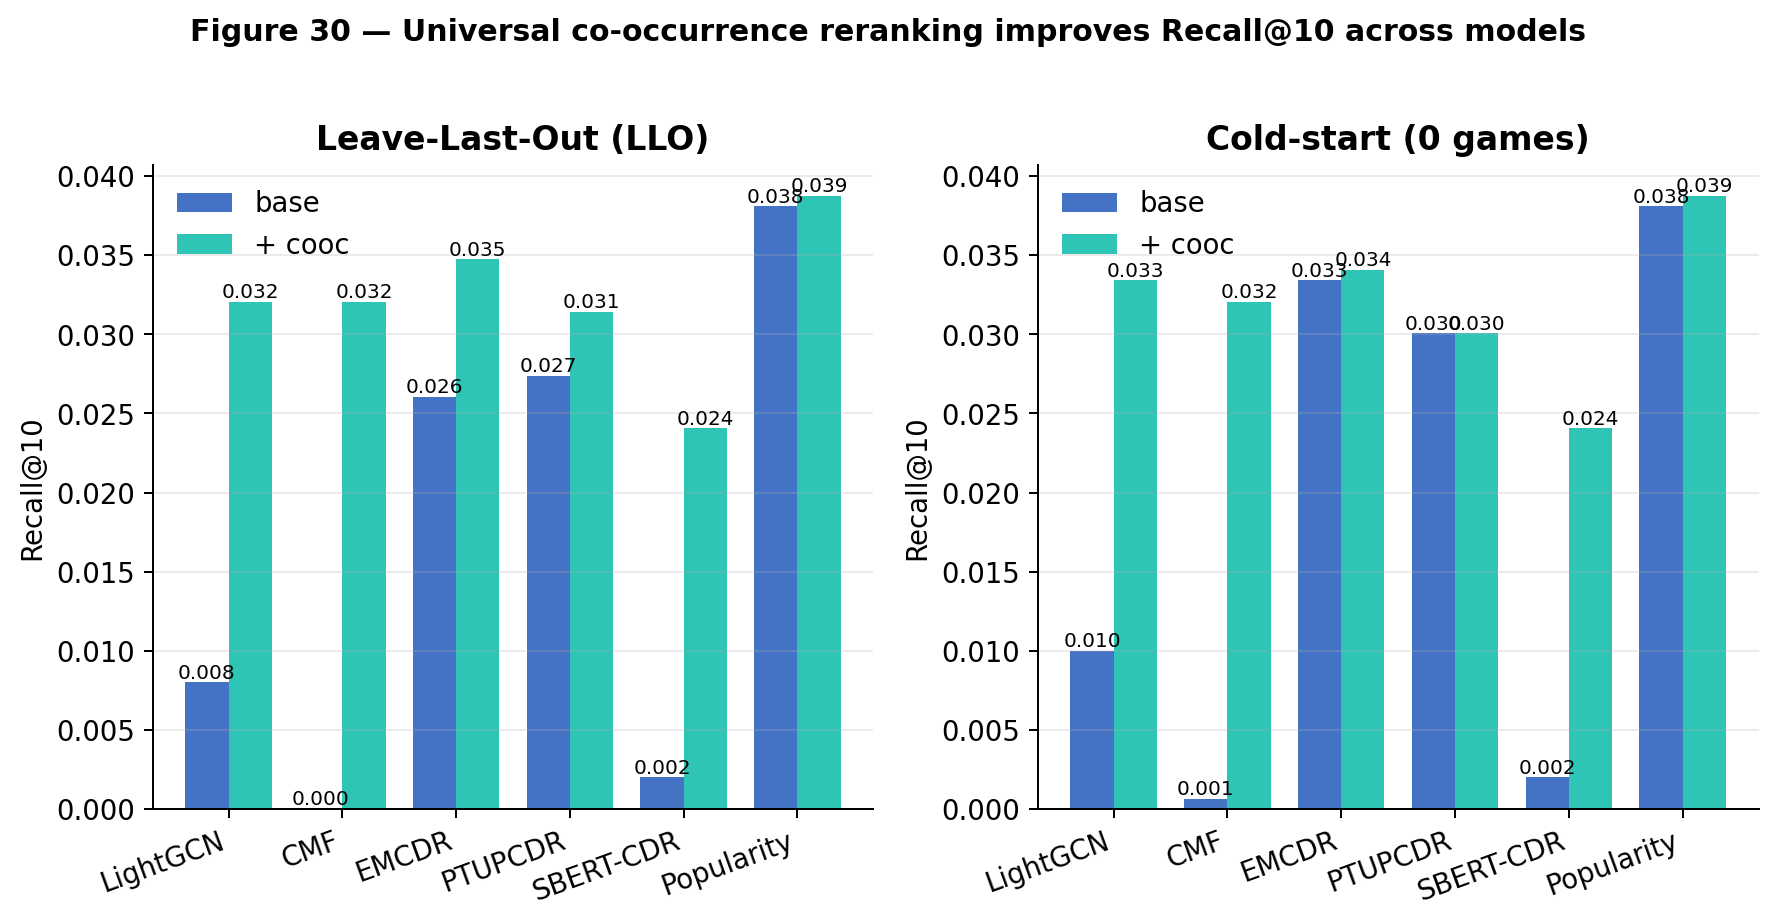 Figure 30 — Universal co-occurrence reranking improves Recall@10 across models
Leave-Last-Out (LLO)
Recall@10
0.040
0.035
0.030
0.025
0.020
0.015
0.010
0.005
0.000
base
+ cooc
0.008
0.032
0.000
0.032
0.026
0.035
0.027
0.031
0.002
0.024
0.038
0.039
LightGCN
CMF
EMCDR
PTUPCDR
SBERT-CDR
Popularity
Cold-start (0 games)
Recall@10
0.040
0.035
0.030
0.025
0.020
0.015
0.010
0.005
0.000
base
+ cooc
0.010
0.033
0.001
0.032
0.033
0.034
0.030
0.030
0.002
0.024
0.038
0.039
LightGCN
CMF
EMCDR
PTUPCDR
SBERT-CDR
Popularity